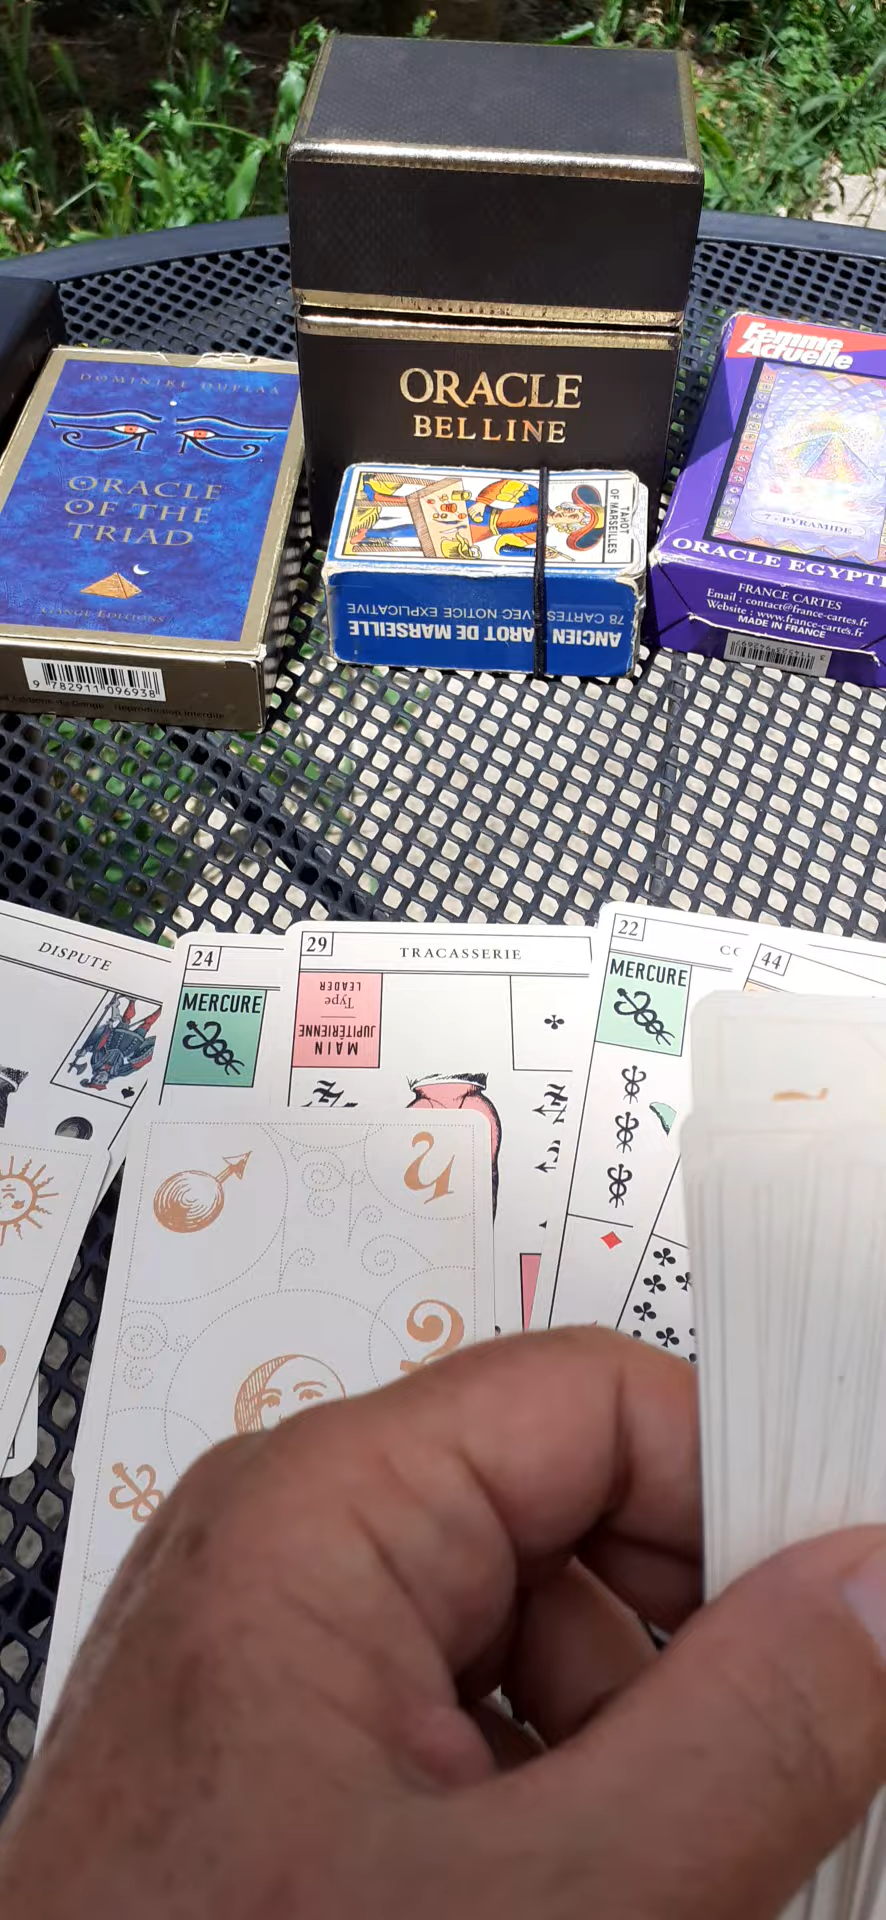 ORACLE
BELLINE
DOMINIKE DUPLAA
ORACLE
OF THE
TRIAD
9 782911 096938
TAROT
OF MARSEILLES
78 CARTES AVEC NOTICE EXPLICATIVE
ANCIEN TAROT DE MARSEILLE
Femme
Actuelle
7 - PYRAMIDE
ORACLE EGYPTI
FRANCE CARTES
Email : contact@france-cartes.fr
Website : www.france-cartes.fr
MADE IN FRANCE
DISPUTE
24
MERCURE
29
TRACASSERIE
MAIN
JUPITÉRIENNE
Type
LEADER
22
CO
MERCURE
44